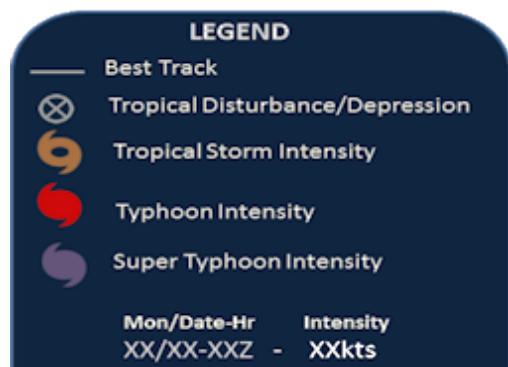 LEGEND
Best Track
Tropical Disturbance/Depression
Tropical Storm Intensity
Typhoon Intensity
Super Typhoon Intensity
Mon/Date-Hr Intensity
XX/XX-XXZ - XXkts